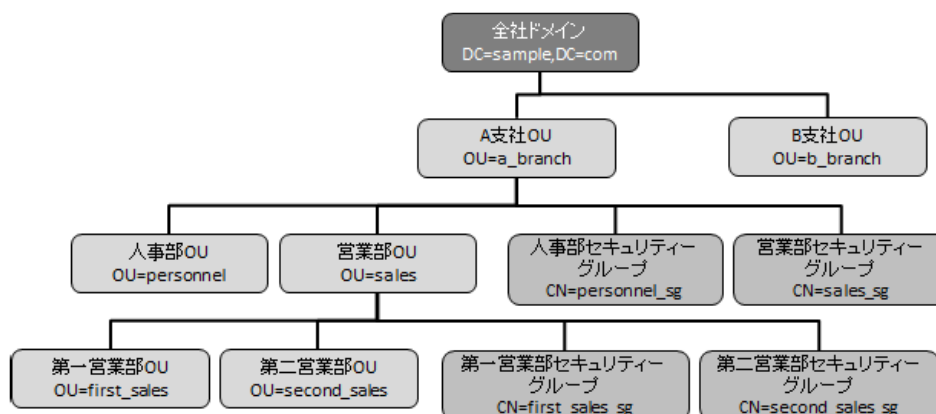 全社ドメイン
DC=sample,DC=com
A支社OU
OU=a_branch
B支社OU
OU=b_branch
人事部OU
OU=personnel
営業部OU
OU=sales
人事部セキュリティー
グループ
CN=personnel_sg
営業部セキュリティー
グループ
CN=sales_sg
第一営業部OU
OU=first_sales
第二営業部OU
OU=second_sales
第一営業部セキュリティー
グループ
CN=first_sales_sg
第二営業部セキュリティー
グループ
CN=second_sales_sg